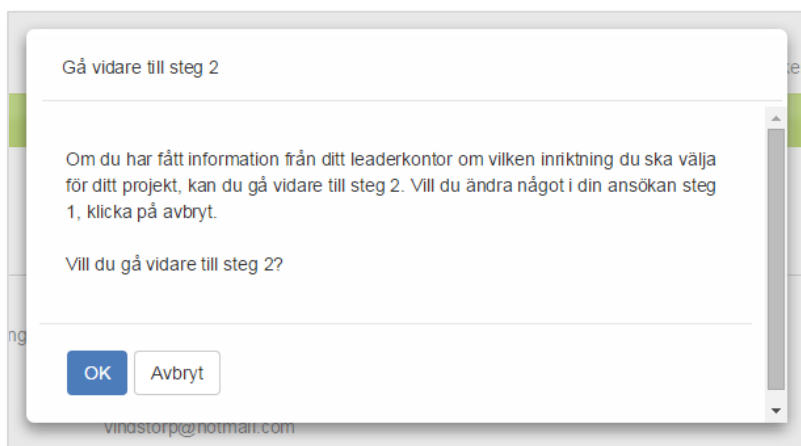 Gå vidare till steg 2
Om du har fått information från ditt leaderkontor om vilken inriktning du ska välja
för ditt projekt, kan du gå vidare till steg 2. Vill du ändra något i din ansökan steg
1, klicka på avbryt.
Vill du gå vidare till steg 2?
OK Avbryt
vindstorp@hotmail.com